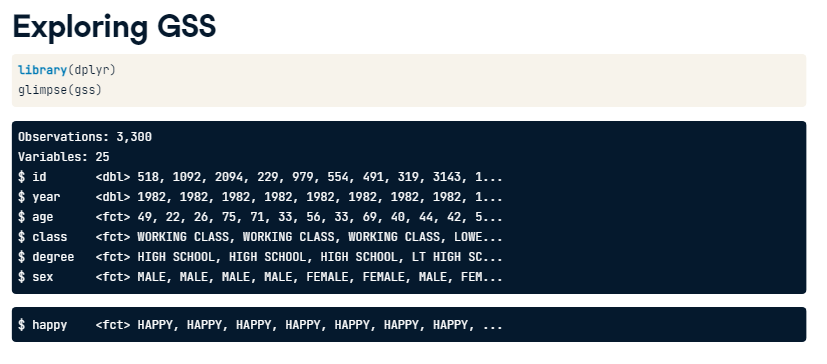 Exploring GSS
library(dplyr)
glimpse(gss)
Observations: 3,300
Variables: 25
$ id      <dbl> 518, 1092, 2094, 229, 979, 554, 491, 319, 3143, 1...
$ year    <dbl> 1982, 1982, 1982, 1982, 1982, 1982, 1982, 1982, 1...
$ age     <fct> 49, 22, 26, 75, 71, 33, 56, 33, 69, 40, 44, 42, 5...
$ class   <fct> WORKING CLASS, WORKING CLASS, WORKING CLASS, LOWE...
$ degree  <fct> HIGH SCHOOL, HIGH SCHOOL, HIGH SCHOOL, LT HIGH SC...
$ sex     <fct> MALE, MALE, MALE, MALE, FEMALE, FEMALE, MALE, FEM...
$ happy   <fct> HAPPY, HAPPY, HAPPY, HAPPY, HAPPY, HAPPY, HAPPY, ...